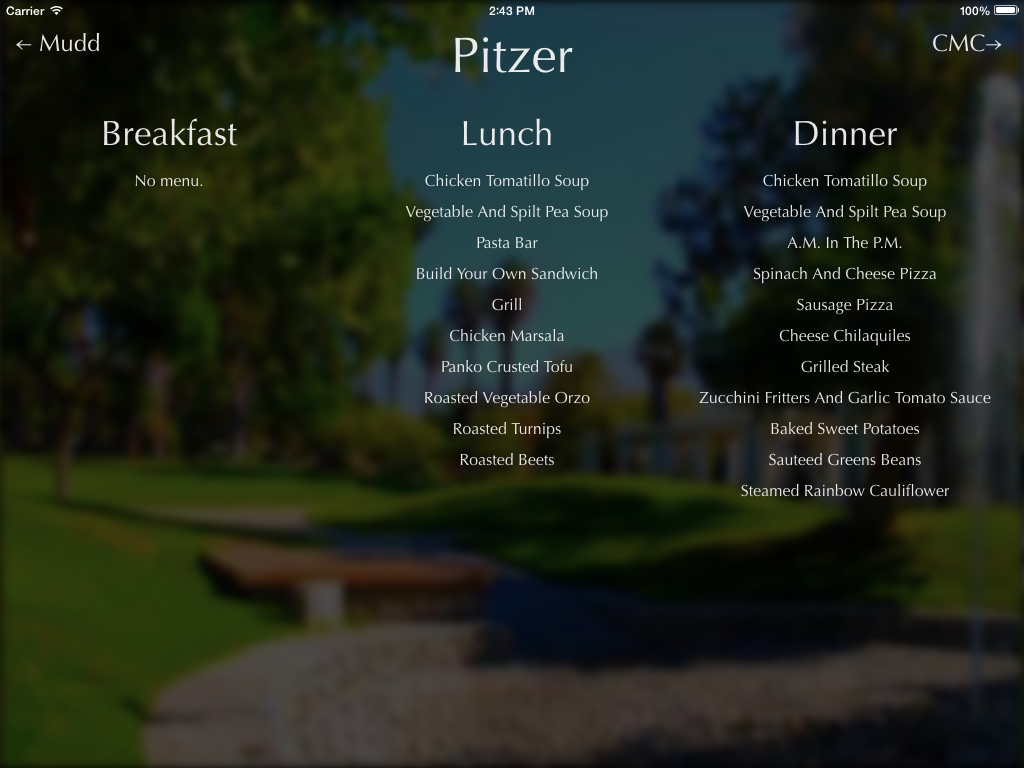 Carrier 2:43 PM 100%
← Mudd
Pitzer
CMC→
Breakfast
No menu.
Lunch
Chicken Tomatillo Soup
Vegetable And Spilt Pea Soup
Pasta Bar
Build Your Own Sandwich
Grill
Chicken Marsala
Panko Crusted Tofu
Roasted Vegetable Orzo
Roasted Turnips
Roasted Beets
Dinner
Chicken Tomatillo Soup
Vegetable And Spilt Pea Soup
A.M. In The P.M.
Spinach And Cheese Pizza
Sausage Pizza
Cheese Chilaquiles
Grilled Steak
Zucchini Fritters And Garlic Tomato Sauce
Baked Sweet Potatoes
Sauteed Greens Beans
Steamed Rainbow Cauliflower